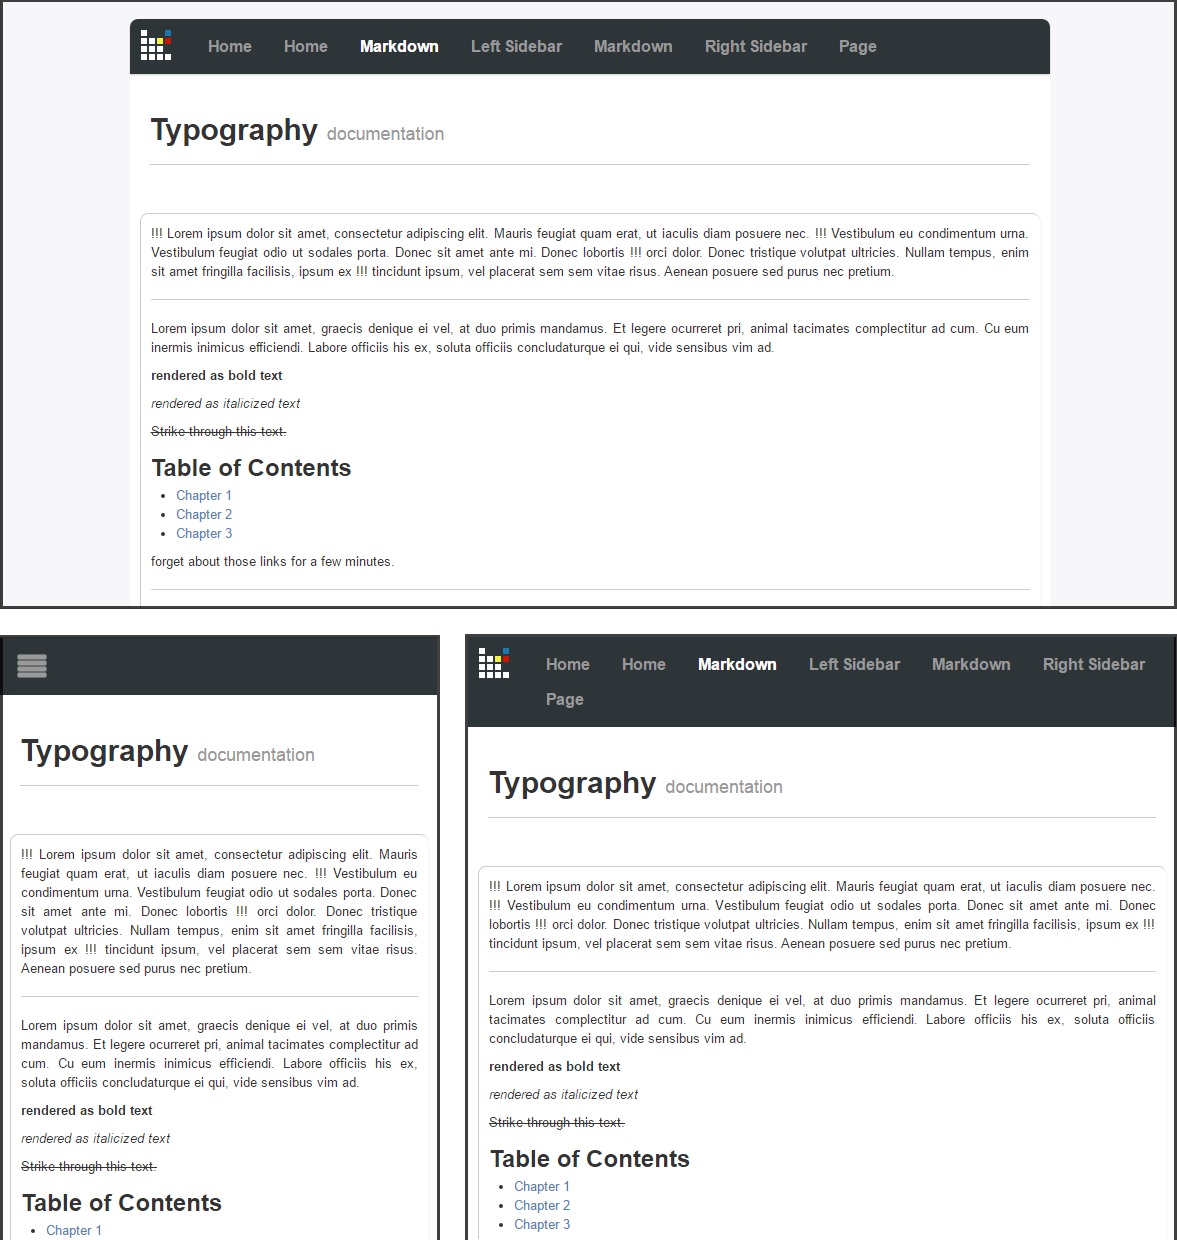 Home Home Markdown Left Sidebar Markdown Right Sidebar Page
Typography documentation
!!! Lorem ipsum dolor sit amet, consectetur adipiscing elit. Mauris feugiat quam erat, ut iaculis diam posuere nec. !!! Vestibulum eu condimentum urna.
Vestibulum feugiat odio ut sodales porta. Donec sit amet ante mi. Donec lobortis !!! orci dolor. Donec tristique volutpat ultricies. Nullam tempus, enim
sit amet fringilla facilisis, ipsum ex !!! tincidunt ipsum, vel placerat sem sem vitae risus. Aenean posuere sed purus nec pretium.
Lorem ipsum dolor sit amet, graecis denique ei vel, at duo primis mandamus. Et legere ocurreret pri, animal tacimates complectitur ad cum. Cu eum
inermis inimicus efficiendi. Labore officiis his ex, soluta officiis concludaturque ei qui, vide sensibus vim ad.
rendered as bold text
rendered as italicized text
Strike through this text.
Table of Contents
Chapter 1
Chapter 2
Chapter 3
forget about those links for a few minutes.
Typography documentation
!!! Lorem ipsum dolor sit amet, consectetur adipiscing elit. Mauris
feugiat quam erat, ut iaculis diam posuere nec. !!! Vestibulum eu
condimentum urna. Vestibulum feugiat odio ut sodales porta. Donec
sit amet ante mi. Donec lobortis !!! orci dolor. Donec tristique
volutpat ultricies. Nullam tempus, enim sit amet fringilla facilisis,
ipsum ex !!! tincidunt ipsum, vel placerat sem sem vitae risus.
Aenean posuere sed purus nec pretium.
Lorem ipsum dolor sit amet, graecis denique ei vel, at duo primis
mandamus. Et legere ocurreret pri, animal tacimates complectitur ad
cum. Cu eum inermis inimicus efficiendi. Labore officiis his ex,
soluta officiis concludaturque ei qui, vide sensibus vim ad.
rendered as bold text
rendered as italicized text
Strike through this text.
Table of Contents
Chapter 1
Home Home Markdown Left Sidebar Markdown Right Sidebar
Page
Typography documentation
!!! Lorem ipsum dolor sit amet, consectetur adipiscing elit. Mauris feugiat quam erat, ut iaculis diam posuere nec.
!!! Vestibulum eu condimentum urna. Vestibulum feugiat odio ut sodales porta. Donec sit amet ante mi. Donec
lobortis !!! orci dolor. Donec tristique volutpat ultricies. Nullam tempus, enim sit amet fringilla facilisis, ipsum ex !!!
tincidunt ipsum, vel placerat sem sem vitae risus. Aenean posuere sed purus nec pretium.
Lorem ipsum dolor sit amet, graecis denique ei vel, at duo primis mandamus. Et legere ocurreret pri, animal
tacimates complectitur ad cum. Cu eum inermis inimicus efficiendi. Labore officiis his ex, soluta officiis
concludaturque ei qui, vide sensibus vim ad.
rendered as bold text
rendered as italicized text
Strike through this text.
Table of Contents
Chapter 1
Chapter 2
Chapter 3